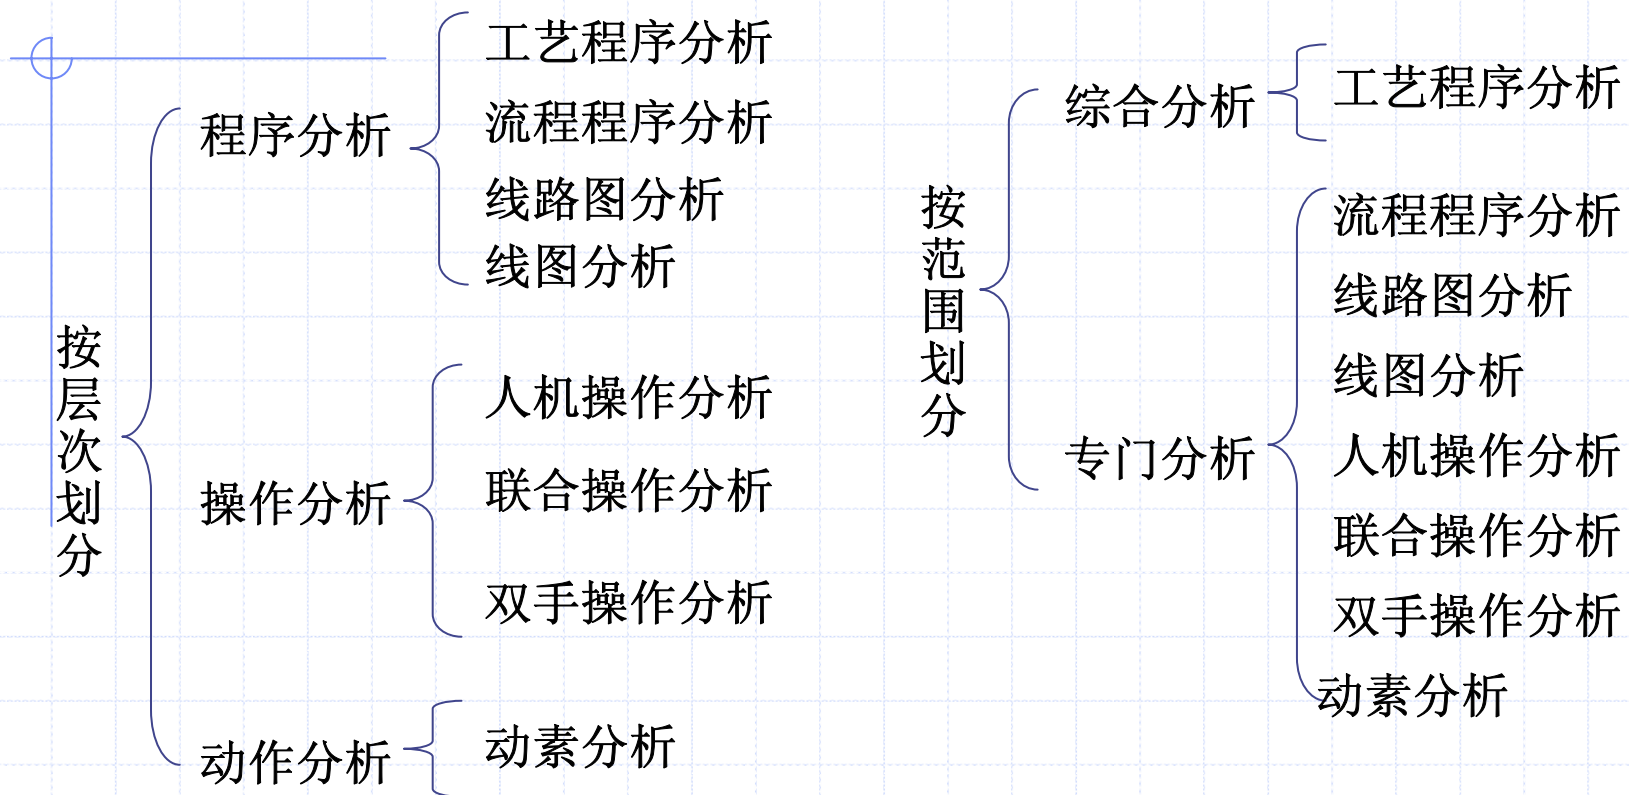 按层次划分
程序分析
工艺程序分析
流程程序分析
线路图分析
线图分析
操作分析
人机操作分析
联合操作分析
双手操作分析
动作分析
动素分析
按范围划分
综合分析
工艺程序分析
专门分析
流程程序分析
线路图分析
线图分析
人机操作分析
联合操作分析
双手操作分析
动素分析